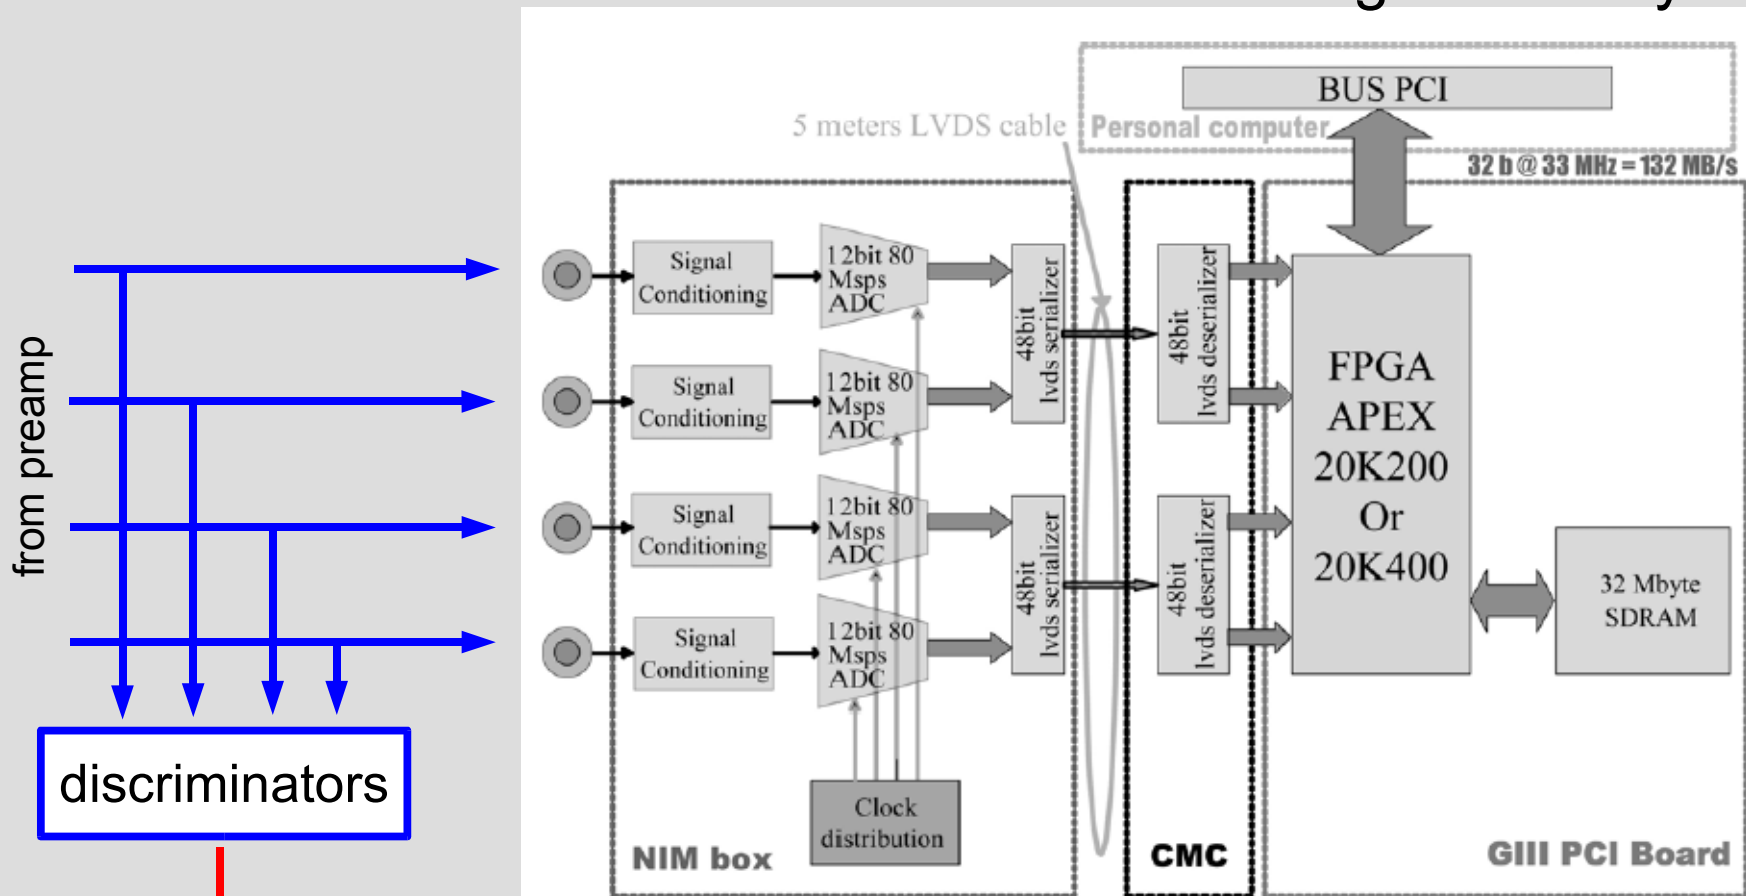 BUS PCI
5 meters LVDS cable
Personal computer
32 b @ 33 MHz = 132 MB/s
from preamp
Signal
Conditioning
12bit 80
Msps
ADC
48bit
lvds serializer
48bit
lvds deserializer
Signal
Conditioning
12bit 80
Msps
ADC
FPGA
APEX
20K200
Or
20K400
Signal
Conditioning
12bit 80
Msps
ADC
48bit
lvds serializer
48bit
lvds deserializer
32 Mbyte
SDRAM
Signal
Conditioning
12bit 80
Msps
ADC
discriminators
Clock
distribution
NIM box
CMC
GIII PCI Board